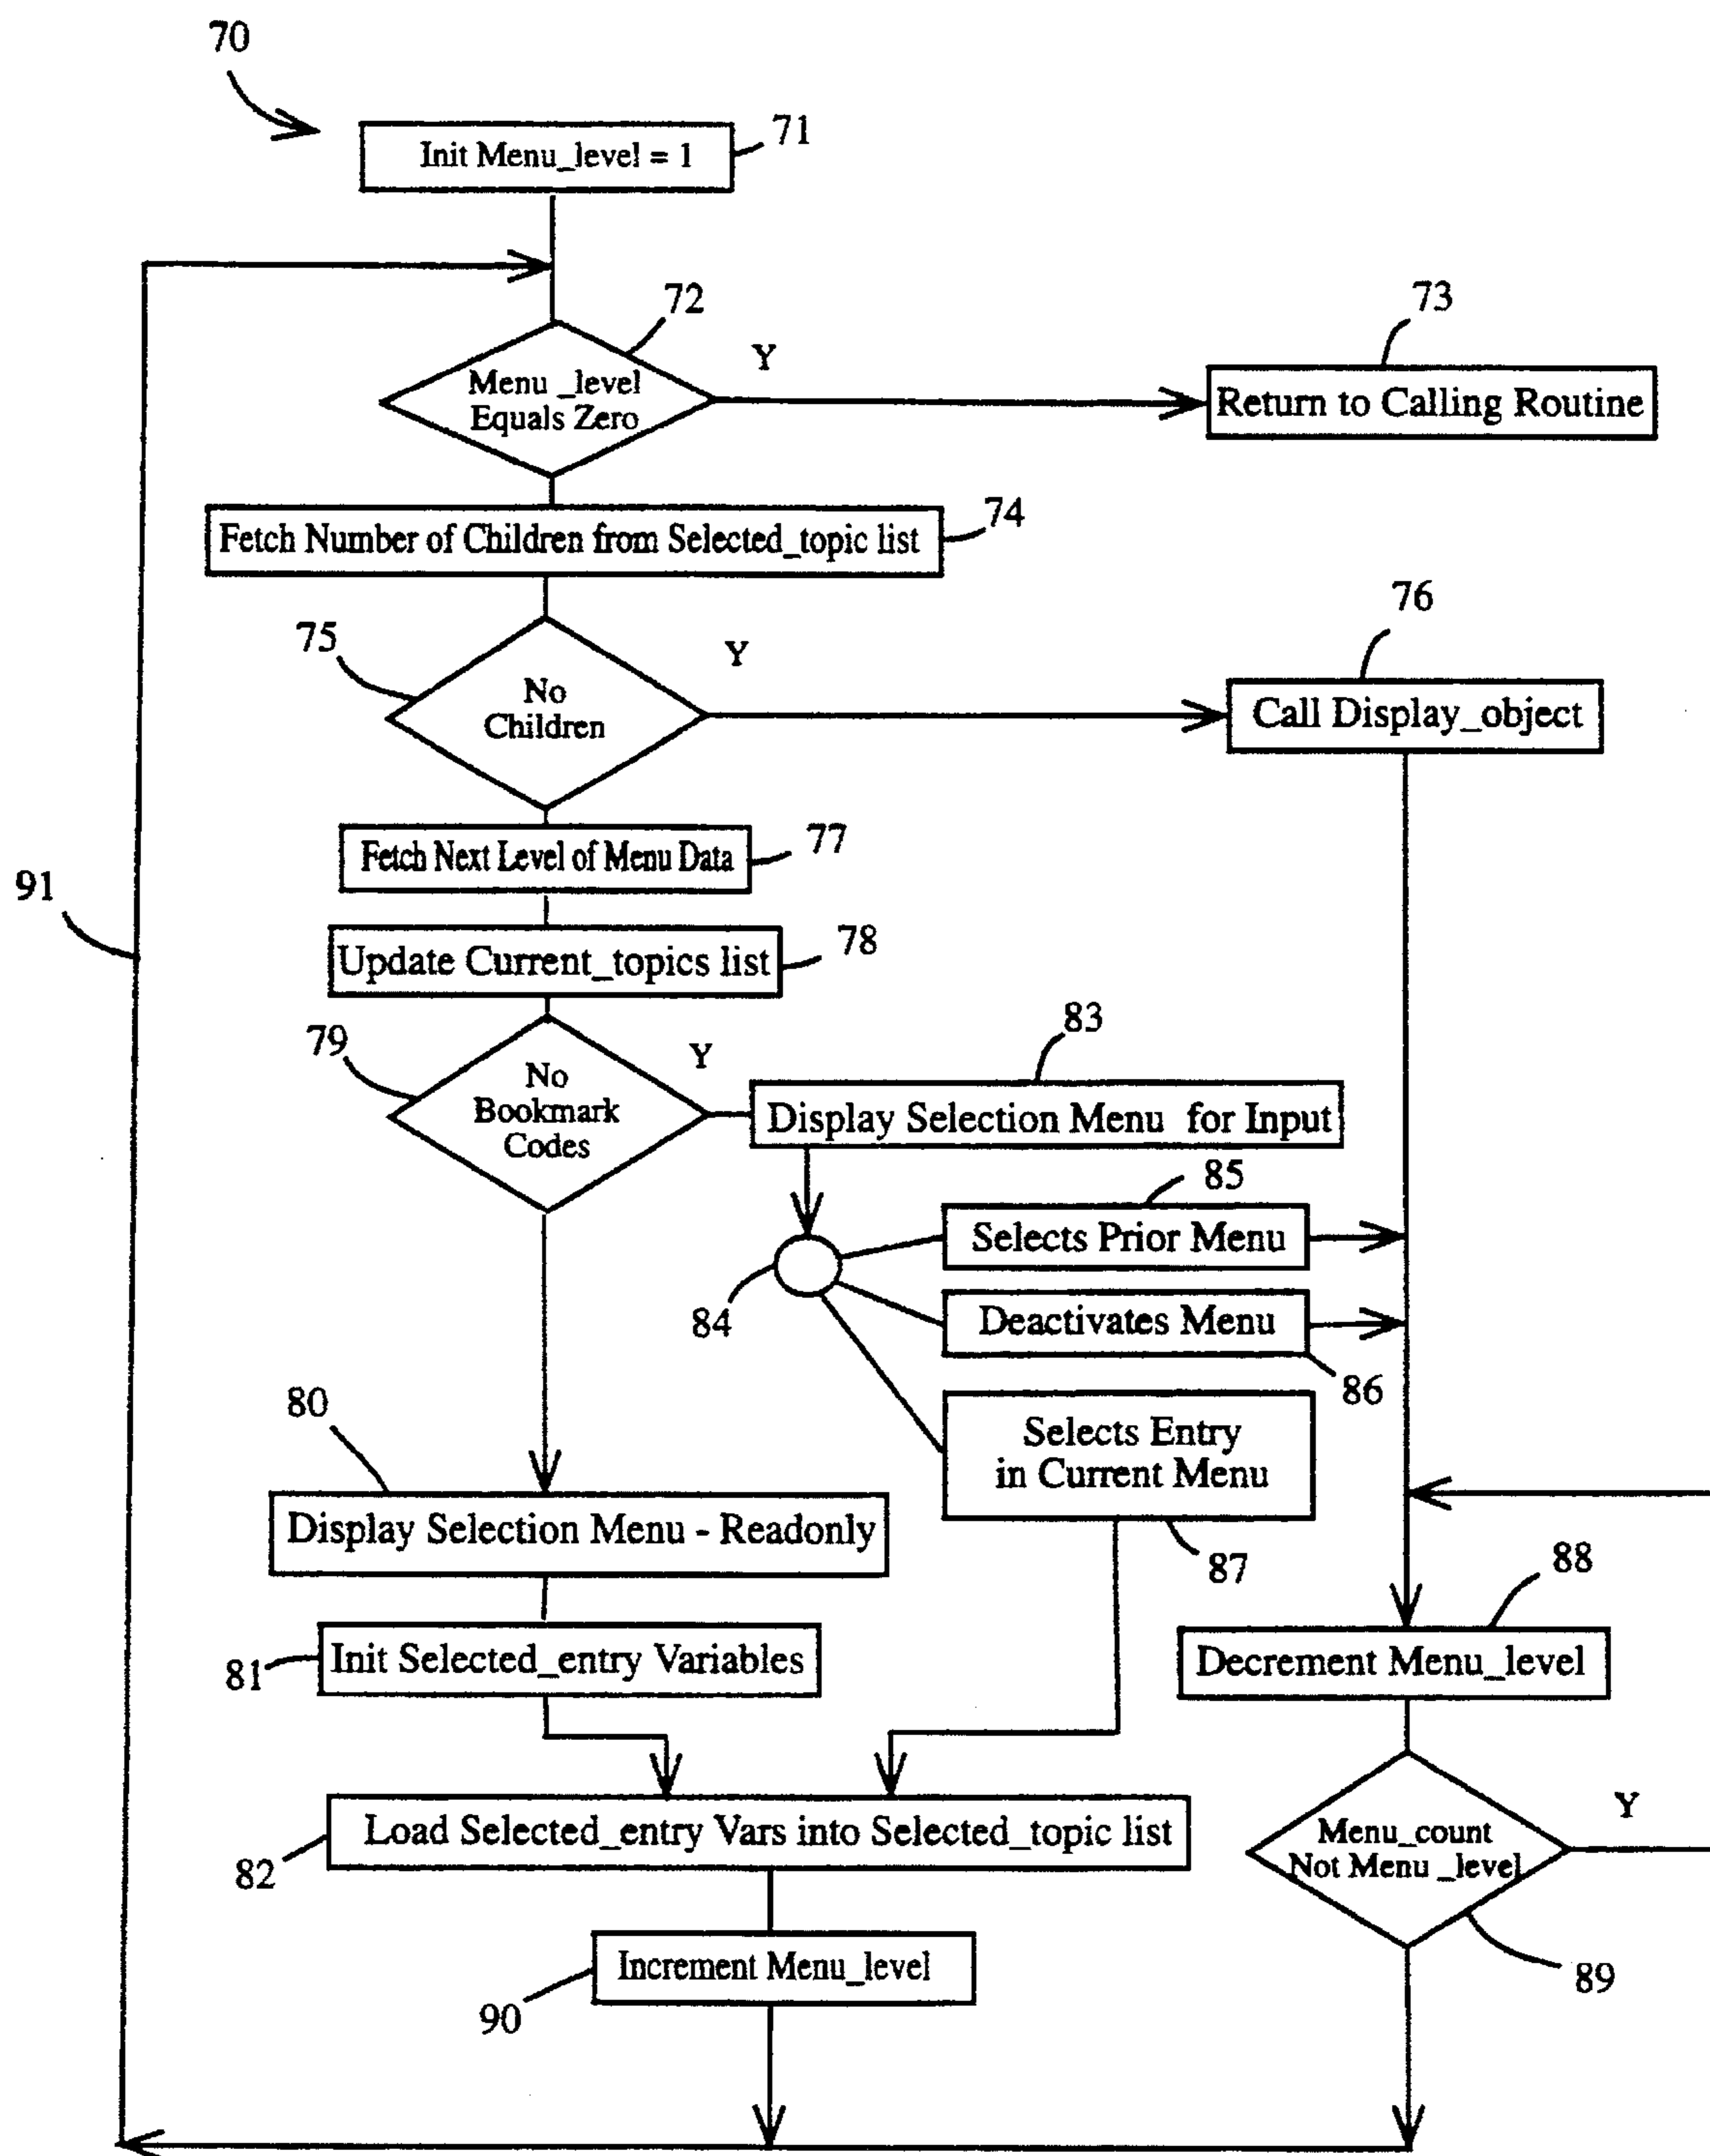 70
Init Menu_level = 1
71
72
Menu _level
Equals Zero
Y
73
Return to Calling Routine
Fetch Number of Children from Selected_topic list
74
75
No
Children
Y
76
Call Display_object
Fetch Next Level of Menu Data
77
91
Update Current_topics list
78
79
No
Bookmark
Codes
Y
83
Display Selection Menu for Input
84
85
Selects Prior Menu
Deactivates Menu
86
Selects Entry
in Current Menu
87
80
Display Selection Menu - Readonly
81
Init Selected_entry Variables
88
Decrement Menu_level
82
Load Selected_entry Vars into Selected_topic list
Menu_count
Not Menu _level
Y
89
Increment Menu_level
90